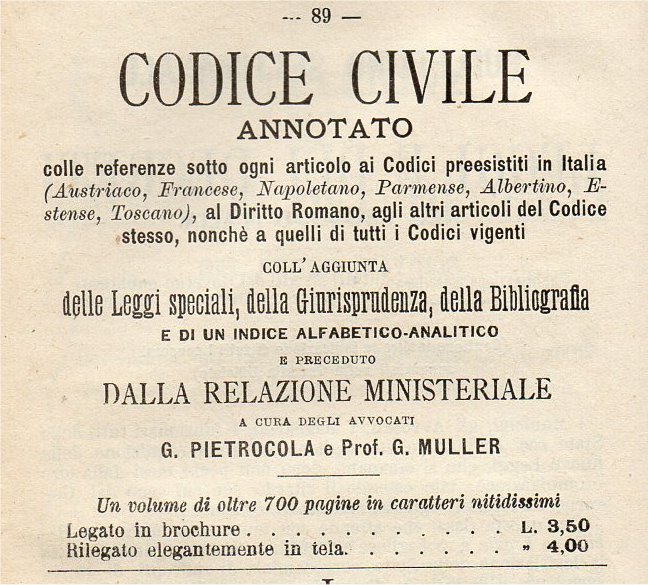 — 89 —
CODICE CIVILE
ANNOTATO
colle referenze sotto ogni articolo ai Codici preesistiti in Italia
(Austriaco, Francese, Napoletano, Parmense, Albertino, E-
stense, Toscano), al Diritto Romano, agli altri articoli del Codice
stesso, nonchè a quelli di tutti i Codici vigenti
COLL'AGGIUNTA
delle Leggi speciali, della Giurisprudenza, della Bibliografia
E DI UN INDICE ALFABETICO-ANALITICO
E PRECEDUTO
DALLA RELAZIONE MINISTERIALE
A CURA DEGLI AVVOCATI
G. PIETROCOLA e Prof. G. MULLER
Un volume di oltre 700 pagine in caratteri nitidissimi
Legato in brochure . . . . . . . . . . . L. 3,50
Rilegato elegantemente in tela. . . . . . . „ 4,00